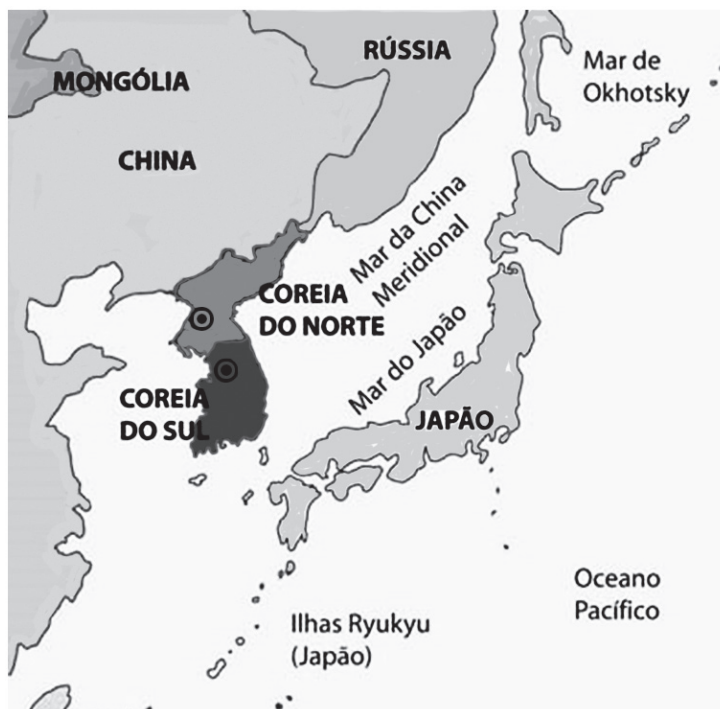 RÚSSIA
Mar de
Okhotsky
MONGÓLIA
CHINA
Mar da China
Meridional
COREIA
DO NORTE
Mar do Japão
COREIA
DO SUL
JAPÃO
Oceano
Pacífico
Ilhas Ryukyu
(Japão)